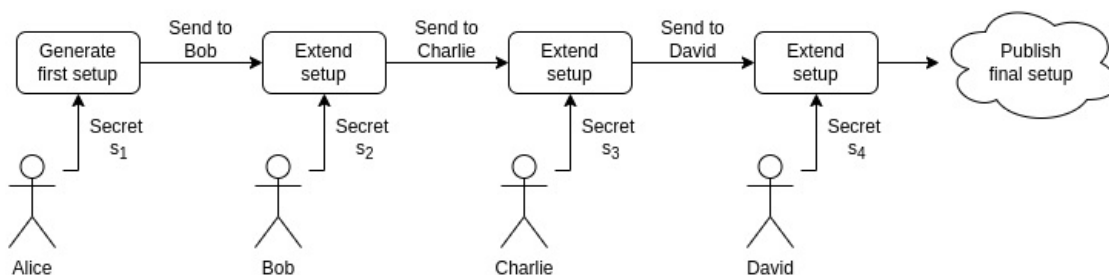 Generate
first setup
Send to
Bob
Extend
setup
Send to
Charlie
Extend
setup
Send to
David
Extend
setup
Publish
final setup
Secret
s₁
Secret
s₂
Secret
s₃
Secret
s₄
Alice
Bob
Charlie
David